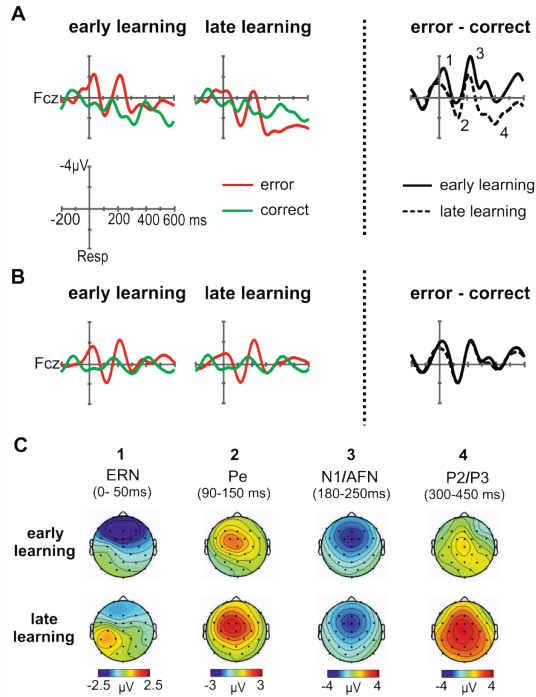 A
early learning late learning error - correct
1 3
Fcz
2 4
-4µV
error
correct
early learning
late learning
-200 200 400 600 ms
Resp
B
early learning late learning error - correct
Fcz
C
1 2 3 4
ERN Pe N1/AFN P2/P3
(0- 50ms) (90-150 ms) (180-250ms) (300-450 ms)
early
learning
late
learning
-2.5 µV 2.5 -3 µV 3 -4 µV 4 -4 µV 4